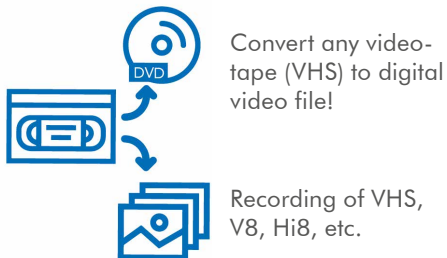 Convert any video-
DVD
tape (VHS) to digital
video file!
Recording of VHS,
V8, Hi8, etc.